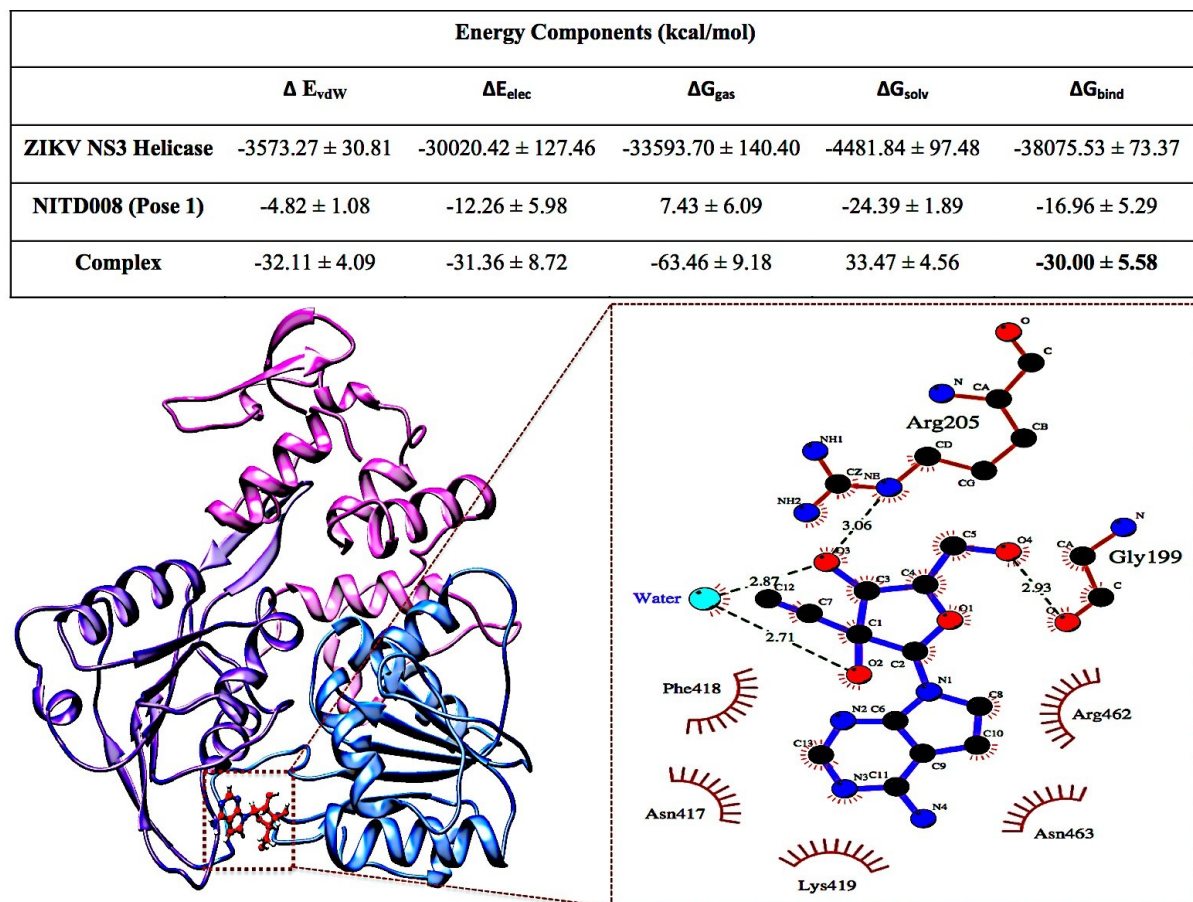 Energy Components (kcal/mol)
Δ EvdW ΔEelec ΔGgas ΔGsolv ΔGbind
ZIKV NS3 Helicase -3573.27 ± 30.81 -30020.42 ± 127.46 -33593.70 ± 140.40 -4481.84 ± 97.48 -38075.53 ± 73.37
NITD008 (Pose 1) -4.82 ± 1.08 -12.26 ± 5.98 7.43 ± 6.09 -24.39 ± 1.89 -16.96 ± 5.29
Complex -32.11 ± 4.09 -31.36 ± 8.72 -63.46 ± 9.18 33.47 ± 4.56 -30.00 ± 5.58
O
C
N CA
Arg205
CB
NH1 CD
CZ NE CG
NH2
3.06
N
O3 C5 O4 CA Gly199
2.87 C3 C4 C
Water C12 2.93
C7 O1 O
C1
2.71
O2 C2
Phe418 N1
N2 C6 C8 Arg462
C13 C10
C11 C9
Asn417 N3
N4 Asn463
Lys419